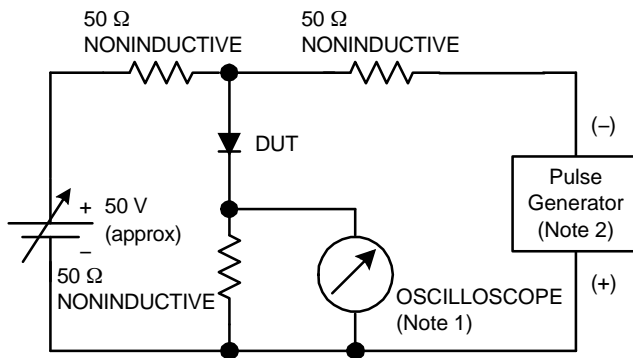 50 Ω
NONINDUCTIVE
50 Ω
NONINDUCTIVE
DUT
(–)
Pulse
Generator
(Note 2)
(+)
+
50 V
(approx)
–
50 Ω
NONINDUCTIVE
OSCILLOSCOPE
(Note 1)